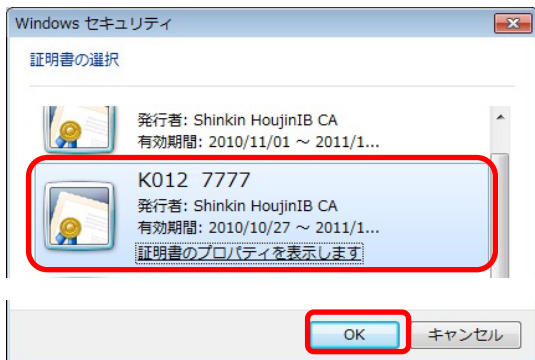 Windows セキュリティ
証明書の選択
発行者: Shinkin HoujinIB CA
有効期間: 2010/11/01 ～ 2011/1...
K012 7777
発行者: Shinkin HoujinIB CA
有効期間: 2010/10/27 ～ 2011/1...
証明書のプロパティを表示します
OK キャンセル